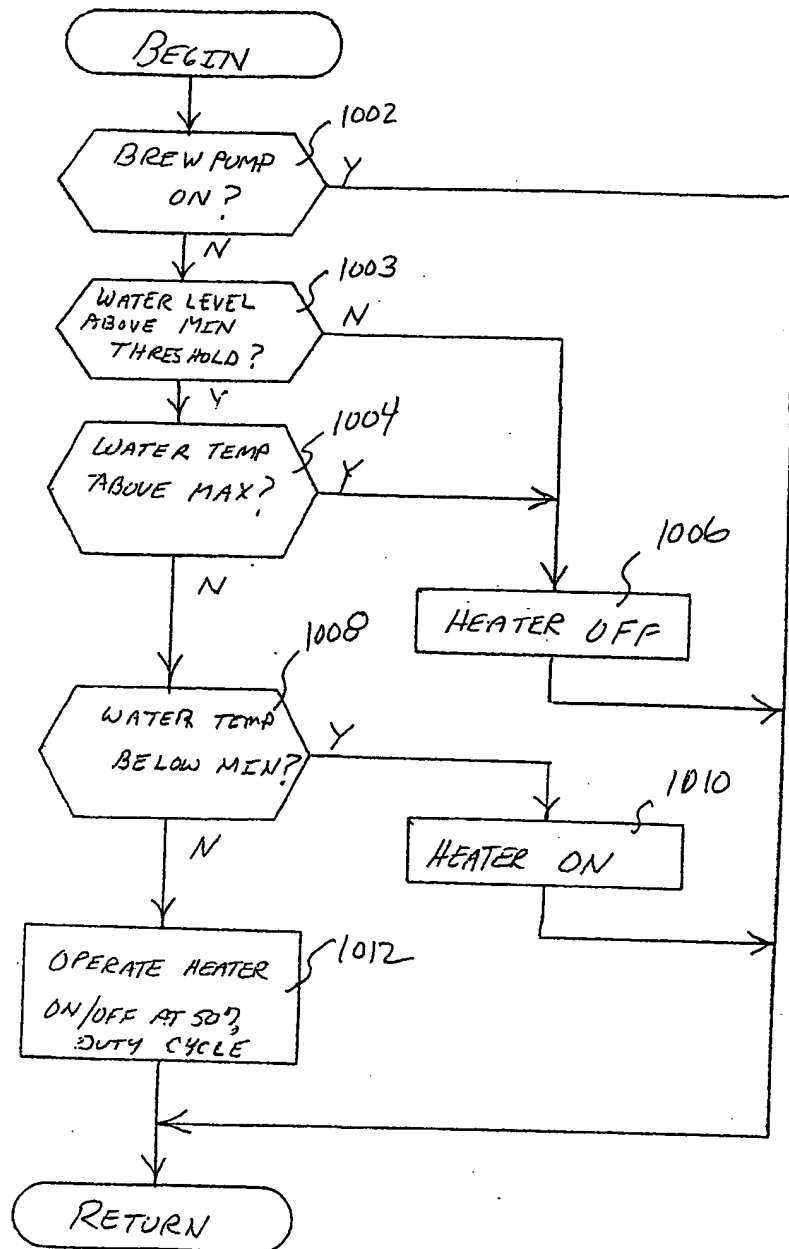 BEGIN
1002
BREW PUMP
ON?
Y
N
1003
WATER LEVEL
ABOVE MIN
THRESHOLD?
N
Y
1004
WATER TEMP
ABOVE MAX?
Y
N
1006
HEATER OFF
1008
WATER TEMP
BELOW MIN?
Y
N
1010
HEATER ON
1012
OPERATE HEATER
ON/OFF AT 50%
DUTY CYCLE
RETURN